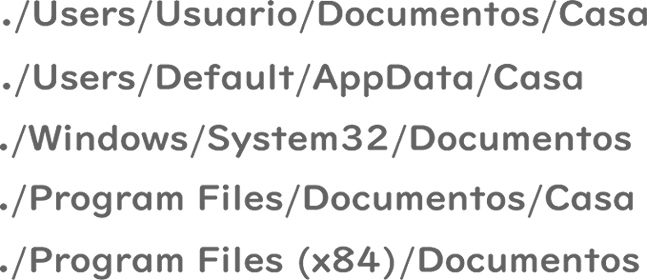 ./Users/Usuario/Documentos/Casa
./Users/Default/AppData/Casa
./Windows/System32/Documentos
./Program Files/Documentos/Casa
./Program Files (x84)/Documentos